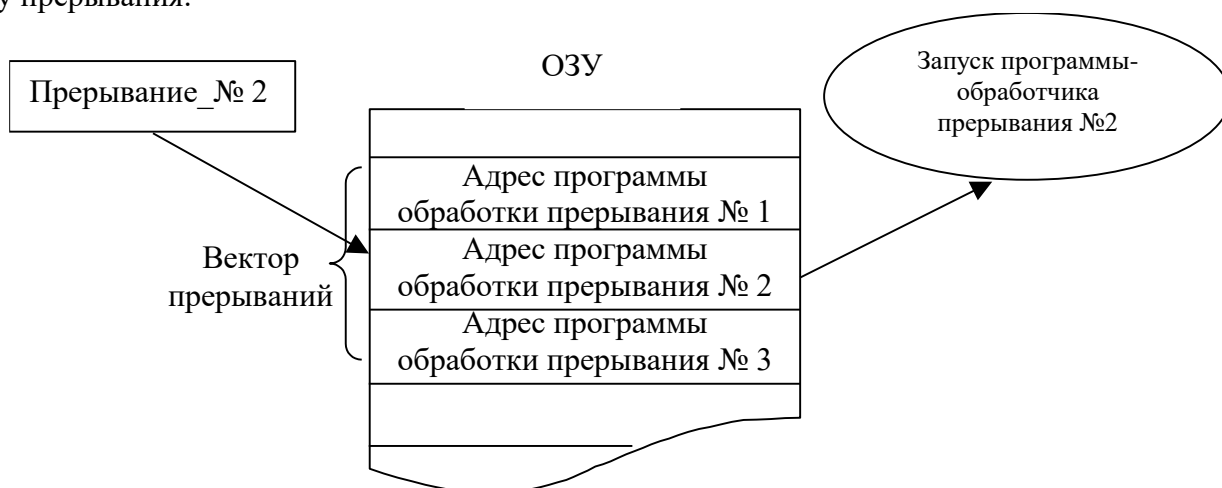 у прерывания.
Прерывание_№ 2
ОЗУ
Запуск программы-
обработчика
прерывания №2
Адрес программы
обработки прерывания № 1
Вектор
прерываний
Адрес программы
обработки прерывания № 2
Адрес программы
обработки прерывания № 3